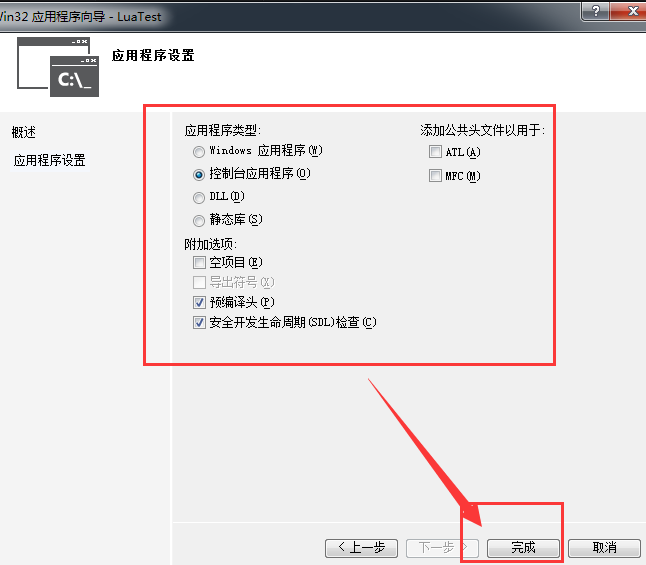 Win32 应用程序向导 - LuaTest
应用程序设置
C:\_
概述
应用程序设置
应用程序类型:
Windows 应用程序(W)
控制台应用程序(O)
DLL(D)
静态库(S)
附加选项:
空项目(E)
导出符号(X)
预编译头(P)
安全开发生命周期(SDL)检查(C)
添加公共头文件以用于:
ATL(A)
MFC(M)
< 上一步
下一步 >
完成
取消